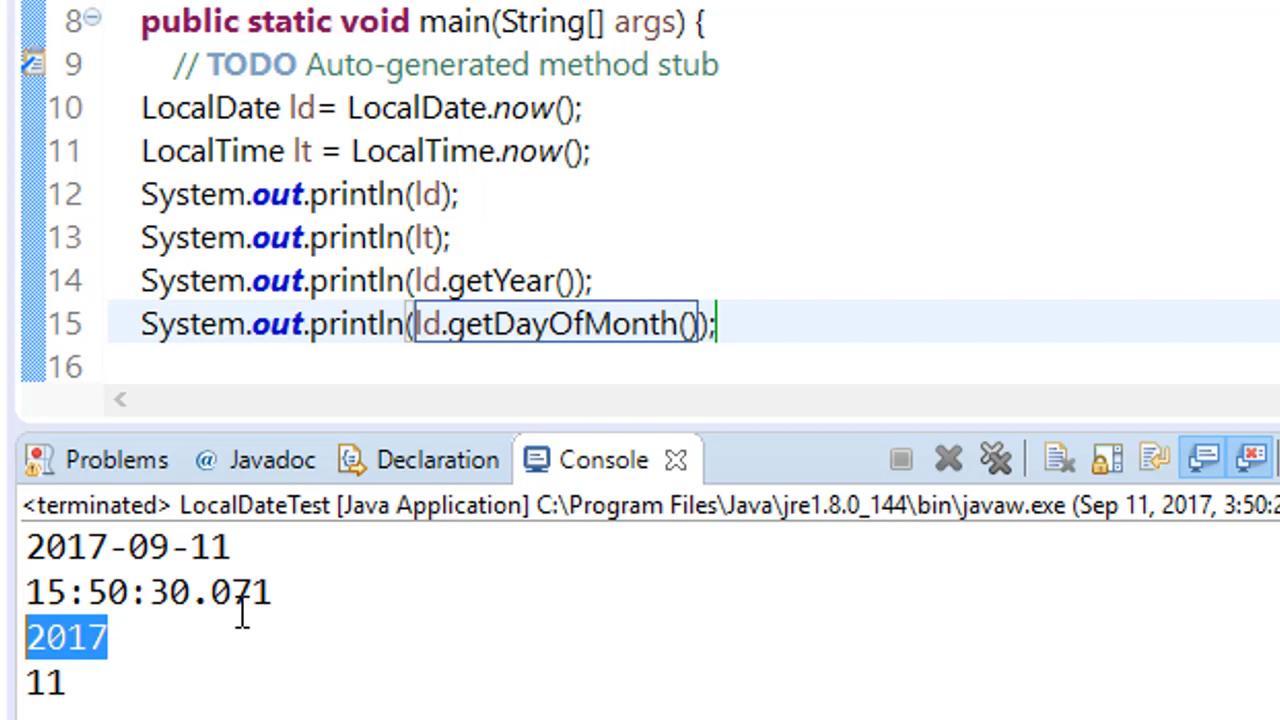 8 public static void main(String[] args) {
9 // TODO Auto-generated method stub
10 LocalDate ld= LocalDate.now();
11 LocalTime lt = LocalTime.now();
12 System.out.println(ld);
13 System.out.println(lt);
14 System.out.println(ld.getYear());
15 System.out.println(ld.getDayOfMonth());
16
Problems @ Javadoc Declaration Console
<terminated> LocalDateTest [Java Application] C:\Program Files\Java\jre1.8.0_144\bin\javaw.exe (Sep 11, 2017, 3:50:2
2017-09-11
15:50:30.071
2017
11